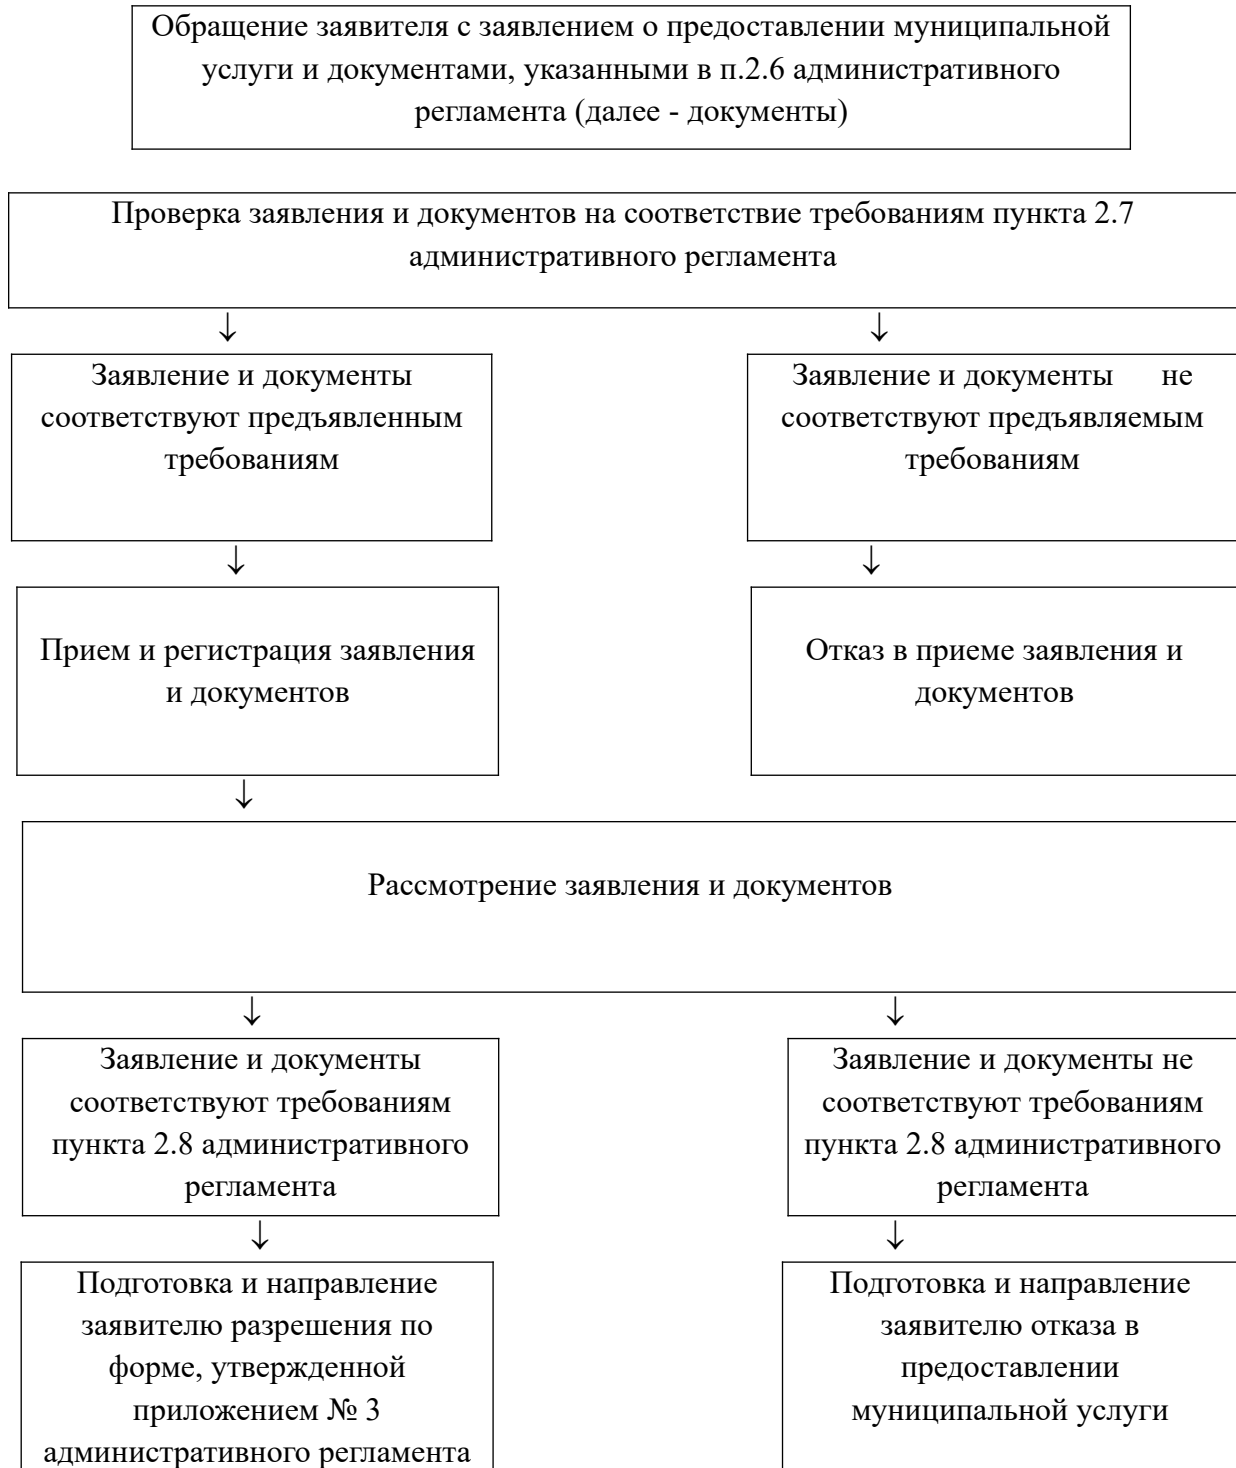 Обращение заявителя с заявлением о предоставлении муниципальной
услуги и документами, указанными в п.2.6 административного
регламента (далее - документы)
Проверка заявления и документов на соответствие требованиям пункта 2.7
административного регламента
↓ ↓
Заявление и документы
соответствуют предъявленным
требованиям
Заявление и документы не
соответствуют предъявляемым
требованиям
↓ ↓
Прием и регистрация заявления
и документов
Отказ в приеме заявления и
документов
↓
Рассмотрение заявления и документов
↓ ↓
Заявление и документы
соответствуют требованиям
пункта 2.8 административного
регламента
Заявление и документы не
соответствуют требованиям
пункта 2.8 административного
регламента
↓ ↓
Подготовка и направление
заявителю разрешения по
форме, утвержденной
приложением № 3
административного регламента
Подготовка и направление
заявителю отказа в
предоставлении
муниципальной услуги